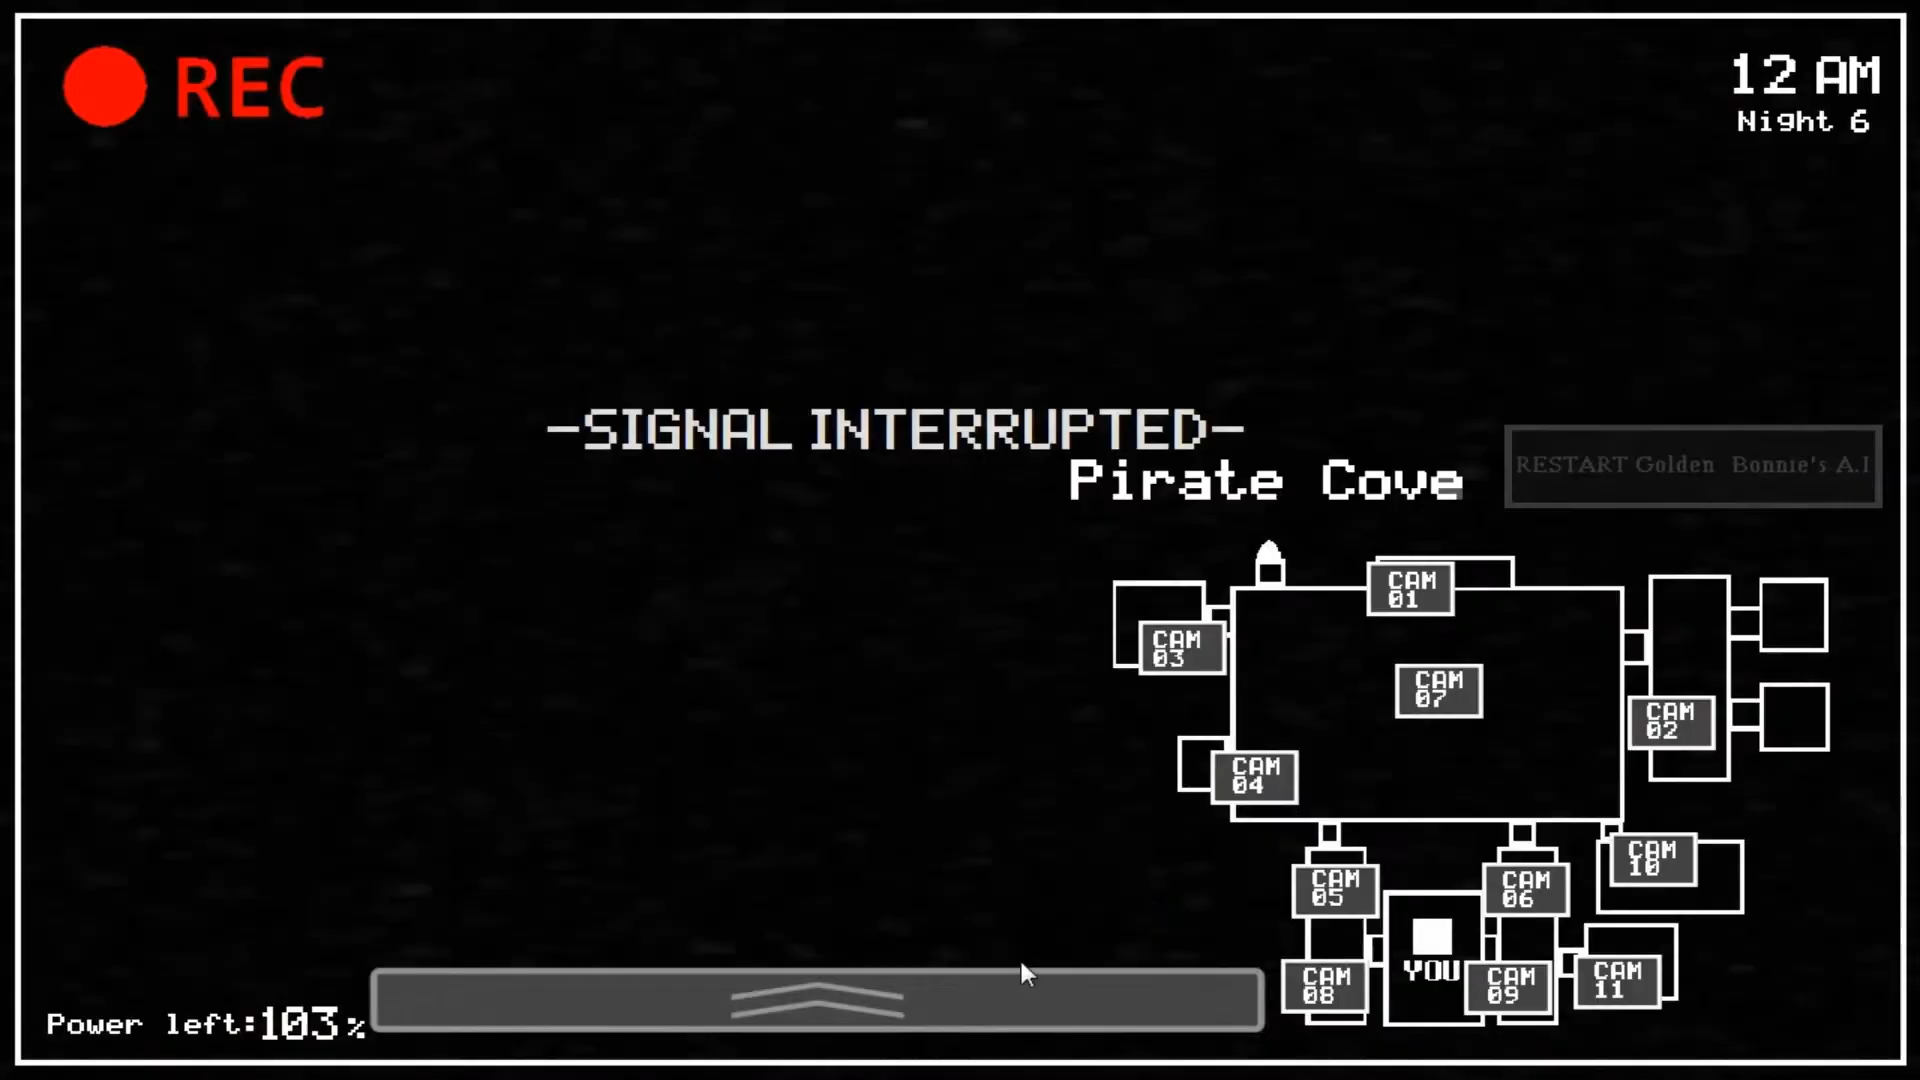 REC
12 AM
Night 6
-SIGNAL INTERRUPTED-
Pirate Cove
RESTART Golden Bonnie's A.I
CAM 01
CAM 03
CAM 07
CAM 02
CAM 04
CAM 10
CAM 05
CAM 06
YOU
CAM 08
CAM 09
CAM 11
Power left:103%